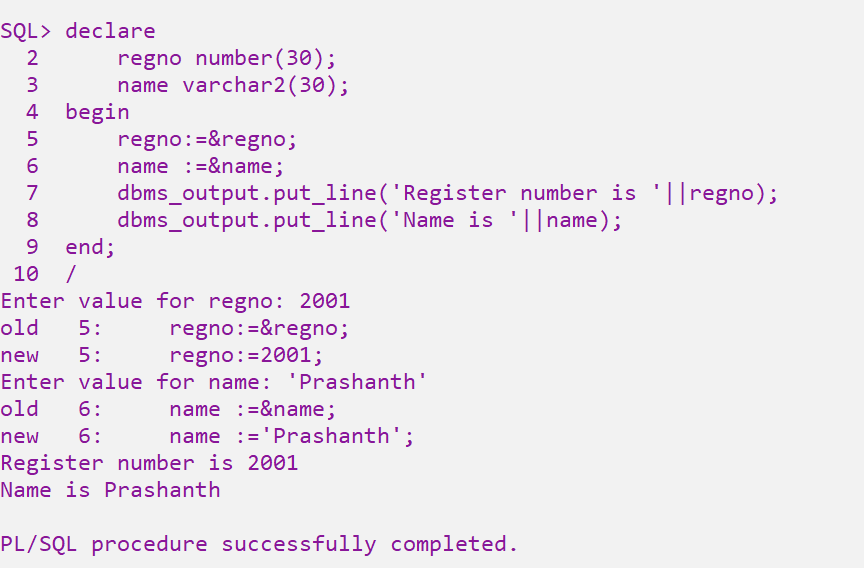 SQL> declare
  2      regno number(30);
  3      name varchar2(30);
  4  begin
  5      regno:=&regno;
  6      name :=&name;
  7      dbms_output.put_line('Register number is '||regno);
  8      dbms_output.put_line('Name is '||name);
  9  end;
 10  /
Enter value for regno: 2001
old   5:     regno:=&regno;
new   5:     regno:=2001;
Enter value for name: 'Prashanth'
old   6:     name :=&name;
new   6:     name :='Prashanth';
Register number is 2001
Name is Prashanth
PL/SQL procedure successfully completed.